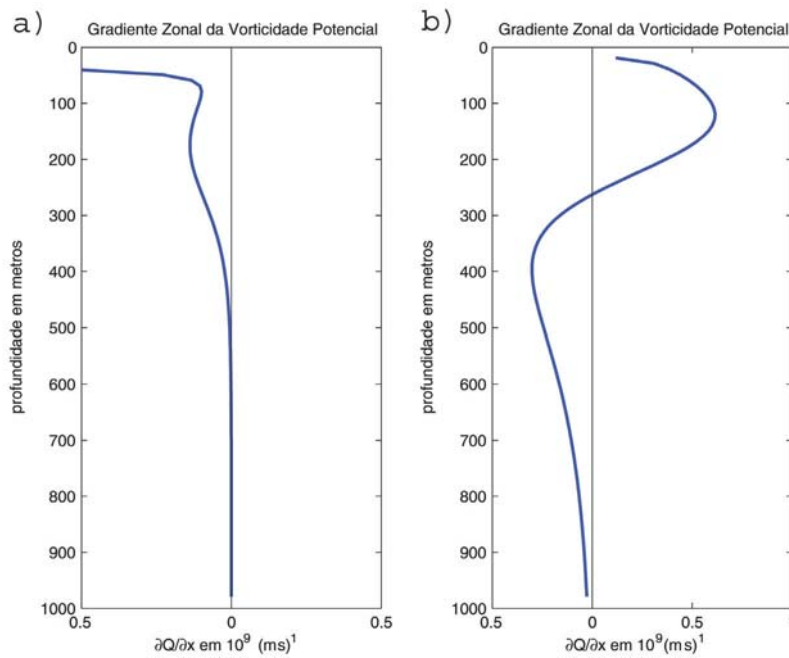 a)
Gradiente Zonal da Vorticidade Potencial
0
100
200
300
400
500
600
700
800
900
1000
profundidade em metros
0.5 0 0.5
∂Q/∂x em 10⁹ (ms)¹
b)
Gradiente Zonal da Vorticidade Potencial
0
100
200
300
400
500
600
700
800
900
1000
profundidade em metros
0.5 0 0.5
∂Q/∂x em 10⁹ (ms)¹